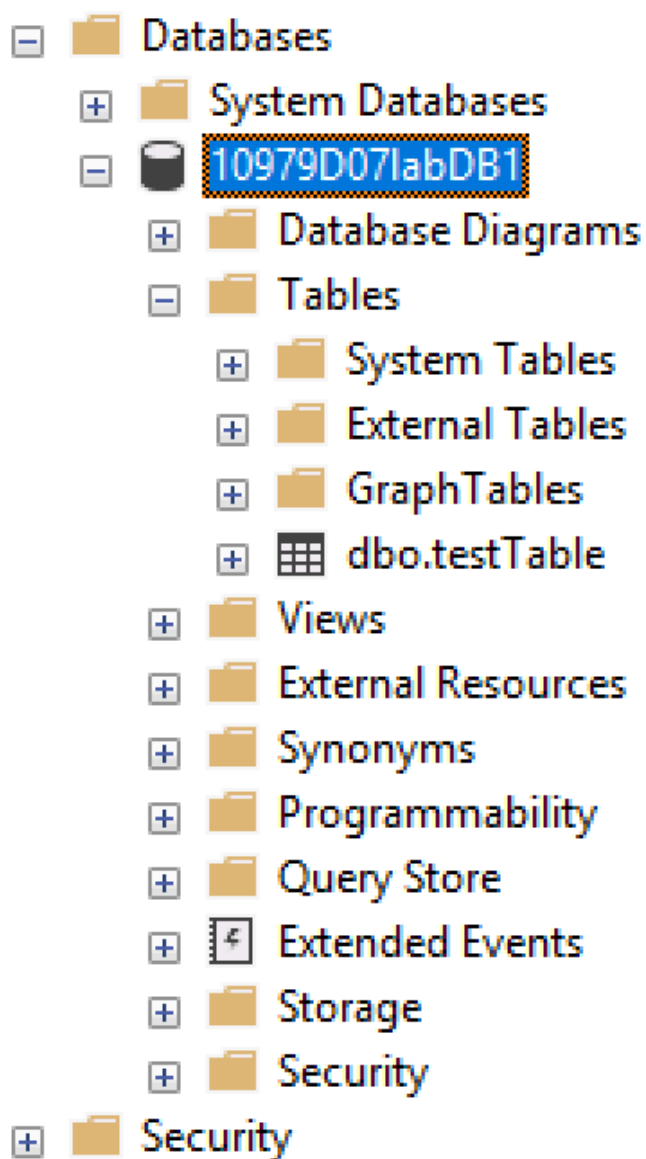 Databases
System Databases
10979D07labDB1
Database Diagrams
Tables
System Tables
External Tables
GraphTables
dbo.testTable
Views
External Resources
Synonyms
Programmability
Query Store
Extended Events
Storage
Security
Security